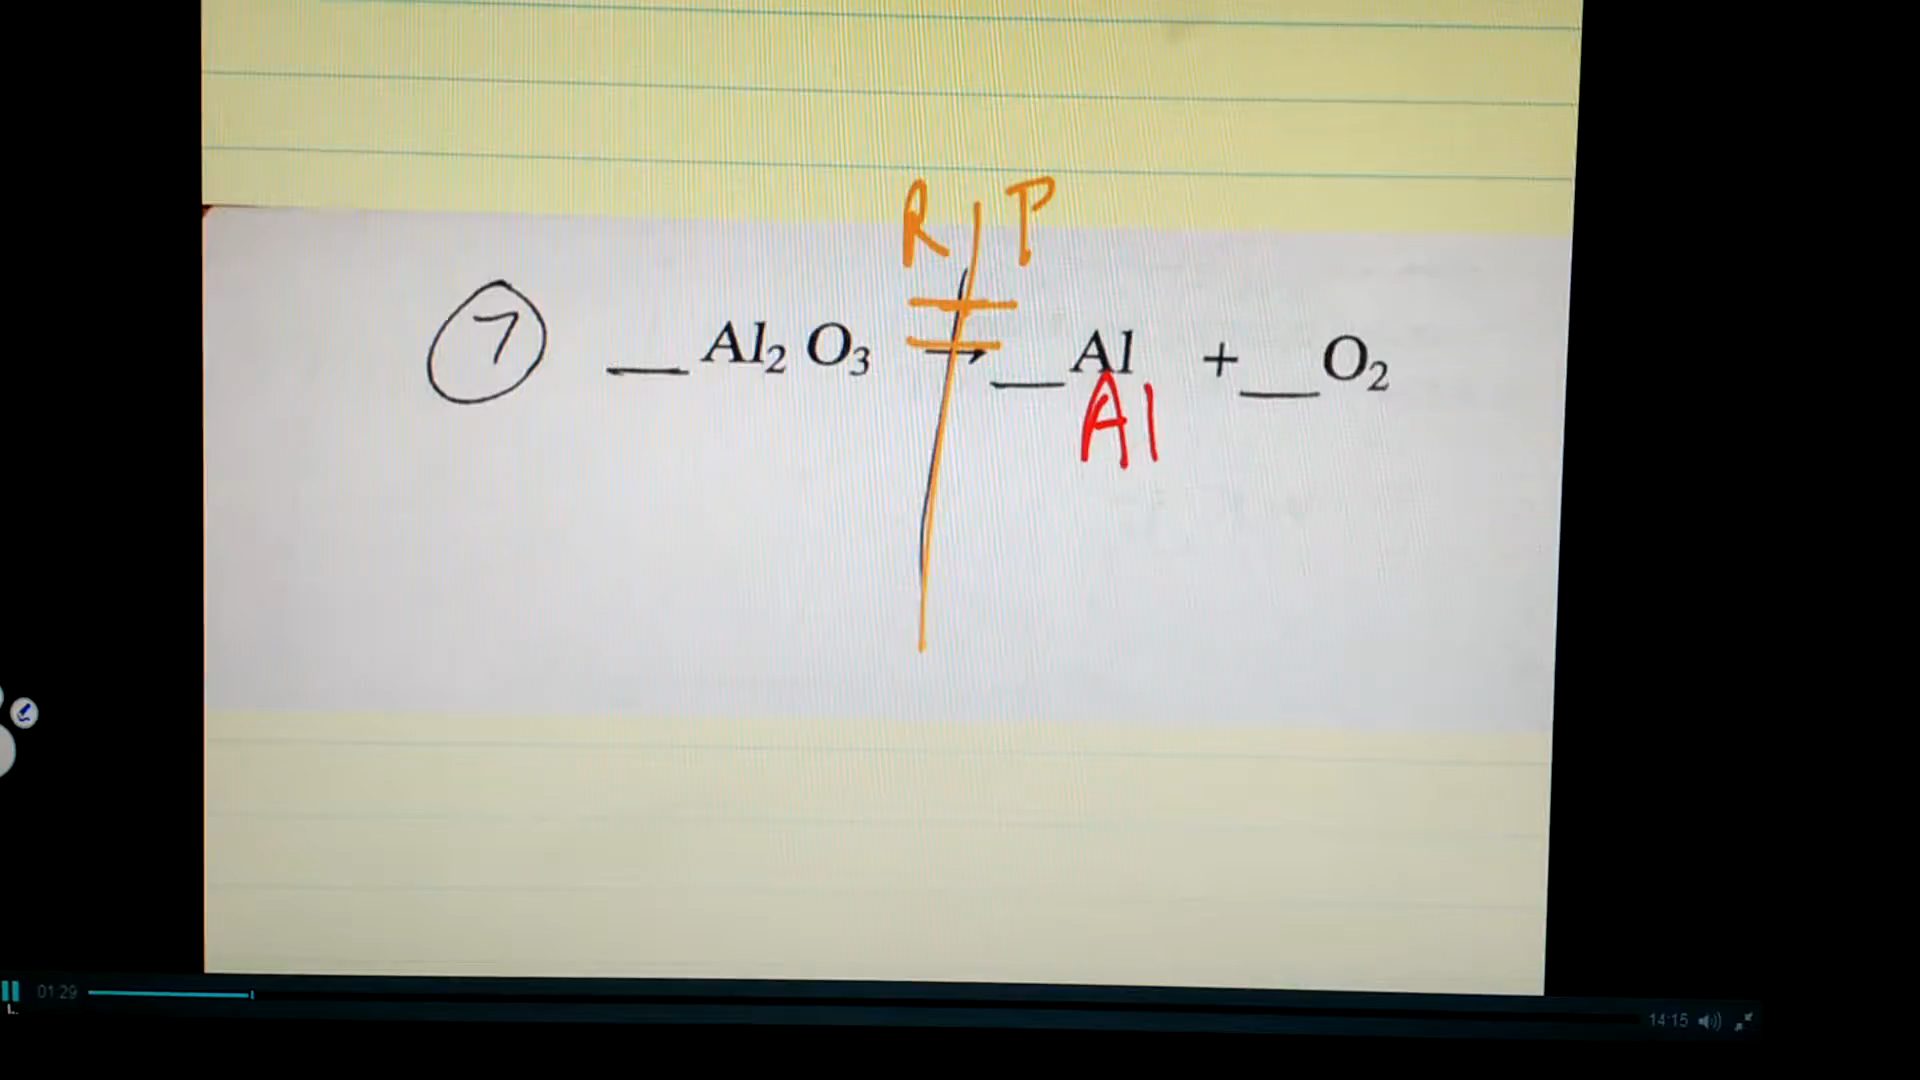 R | P
7 __ Al₂ O₃ → __ Al + __ O₂
Al
01:29
14:15